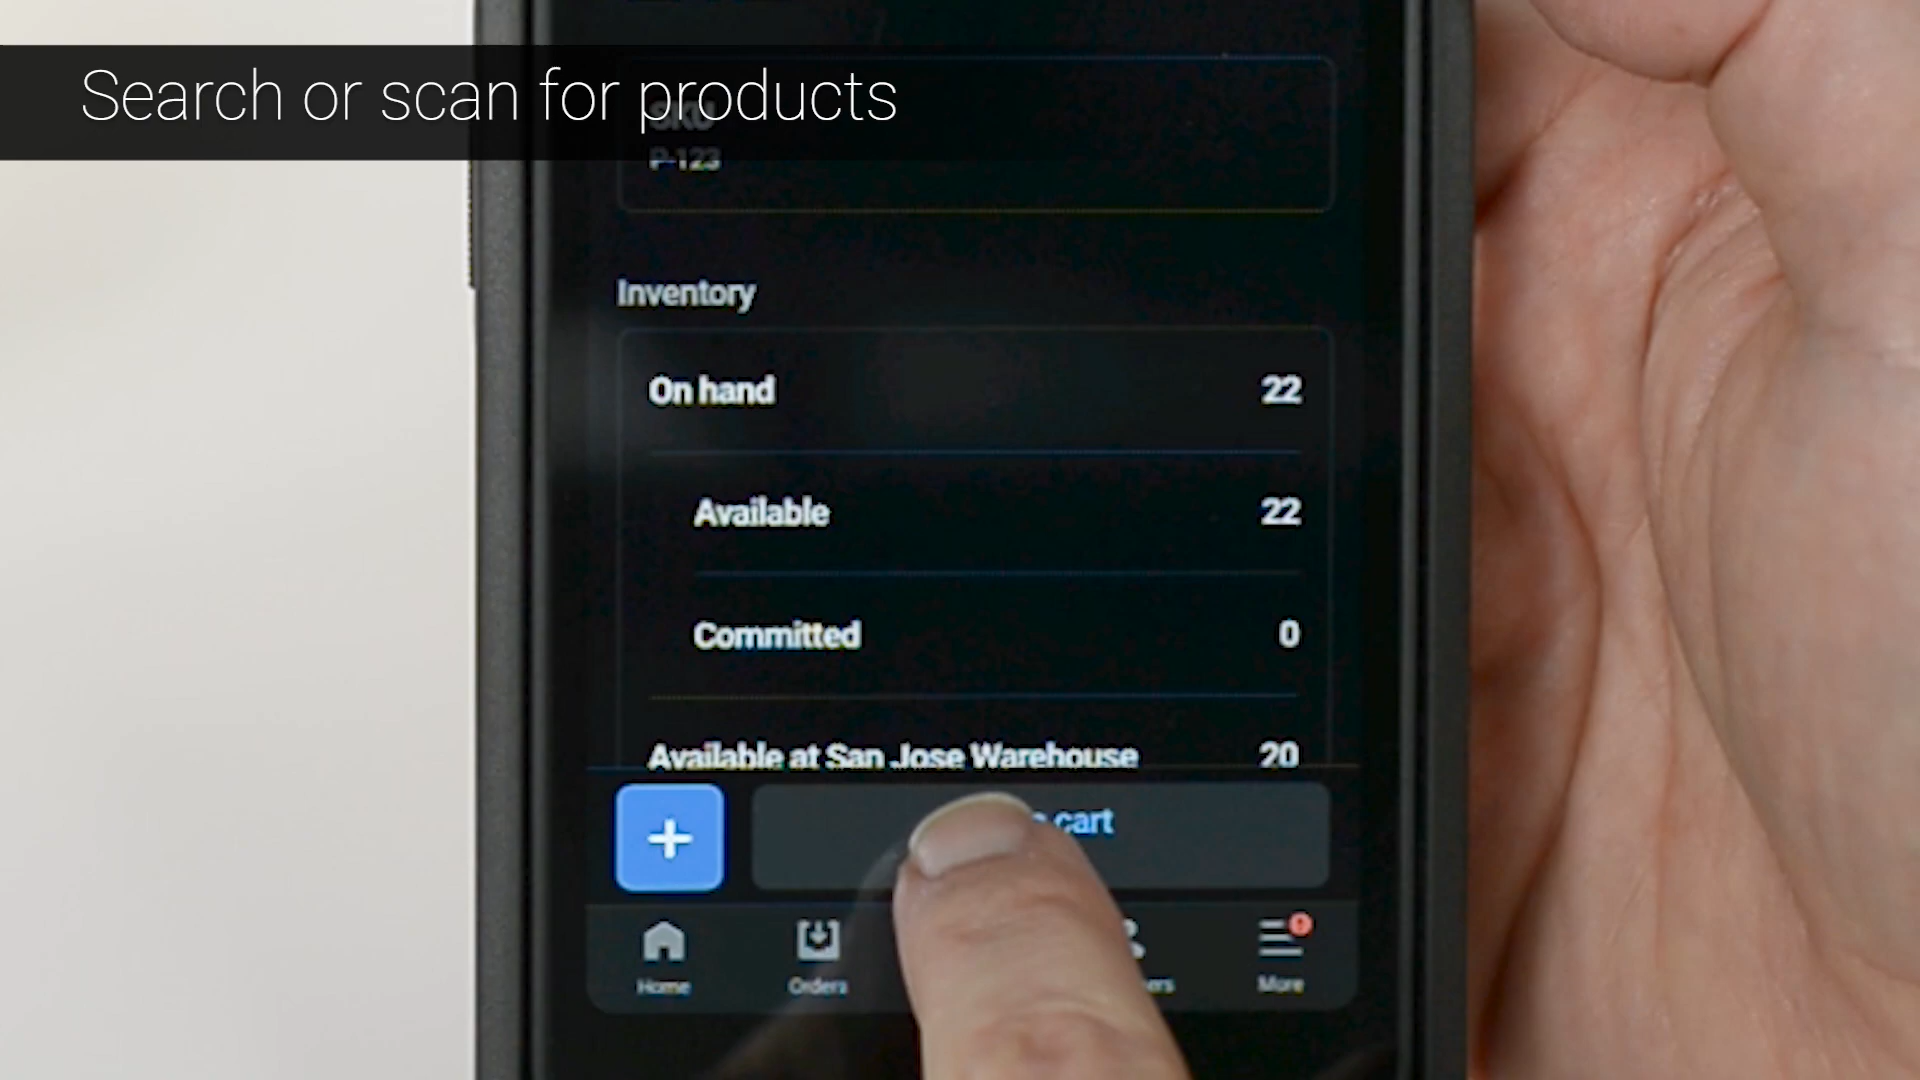 Search or scan for products
SKU
P-123
Inventory
On hand 22
Available 22
Committed 0
Available at San Jose Warehouse 20
cart
Home
Orders
More